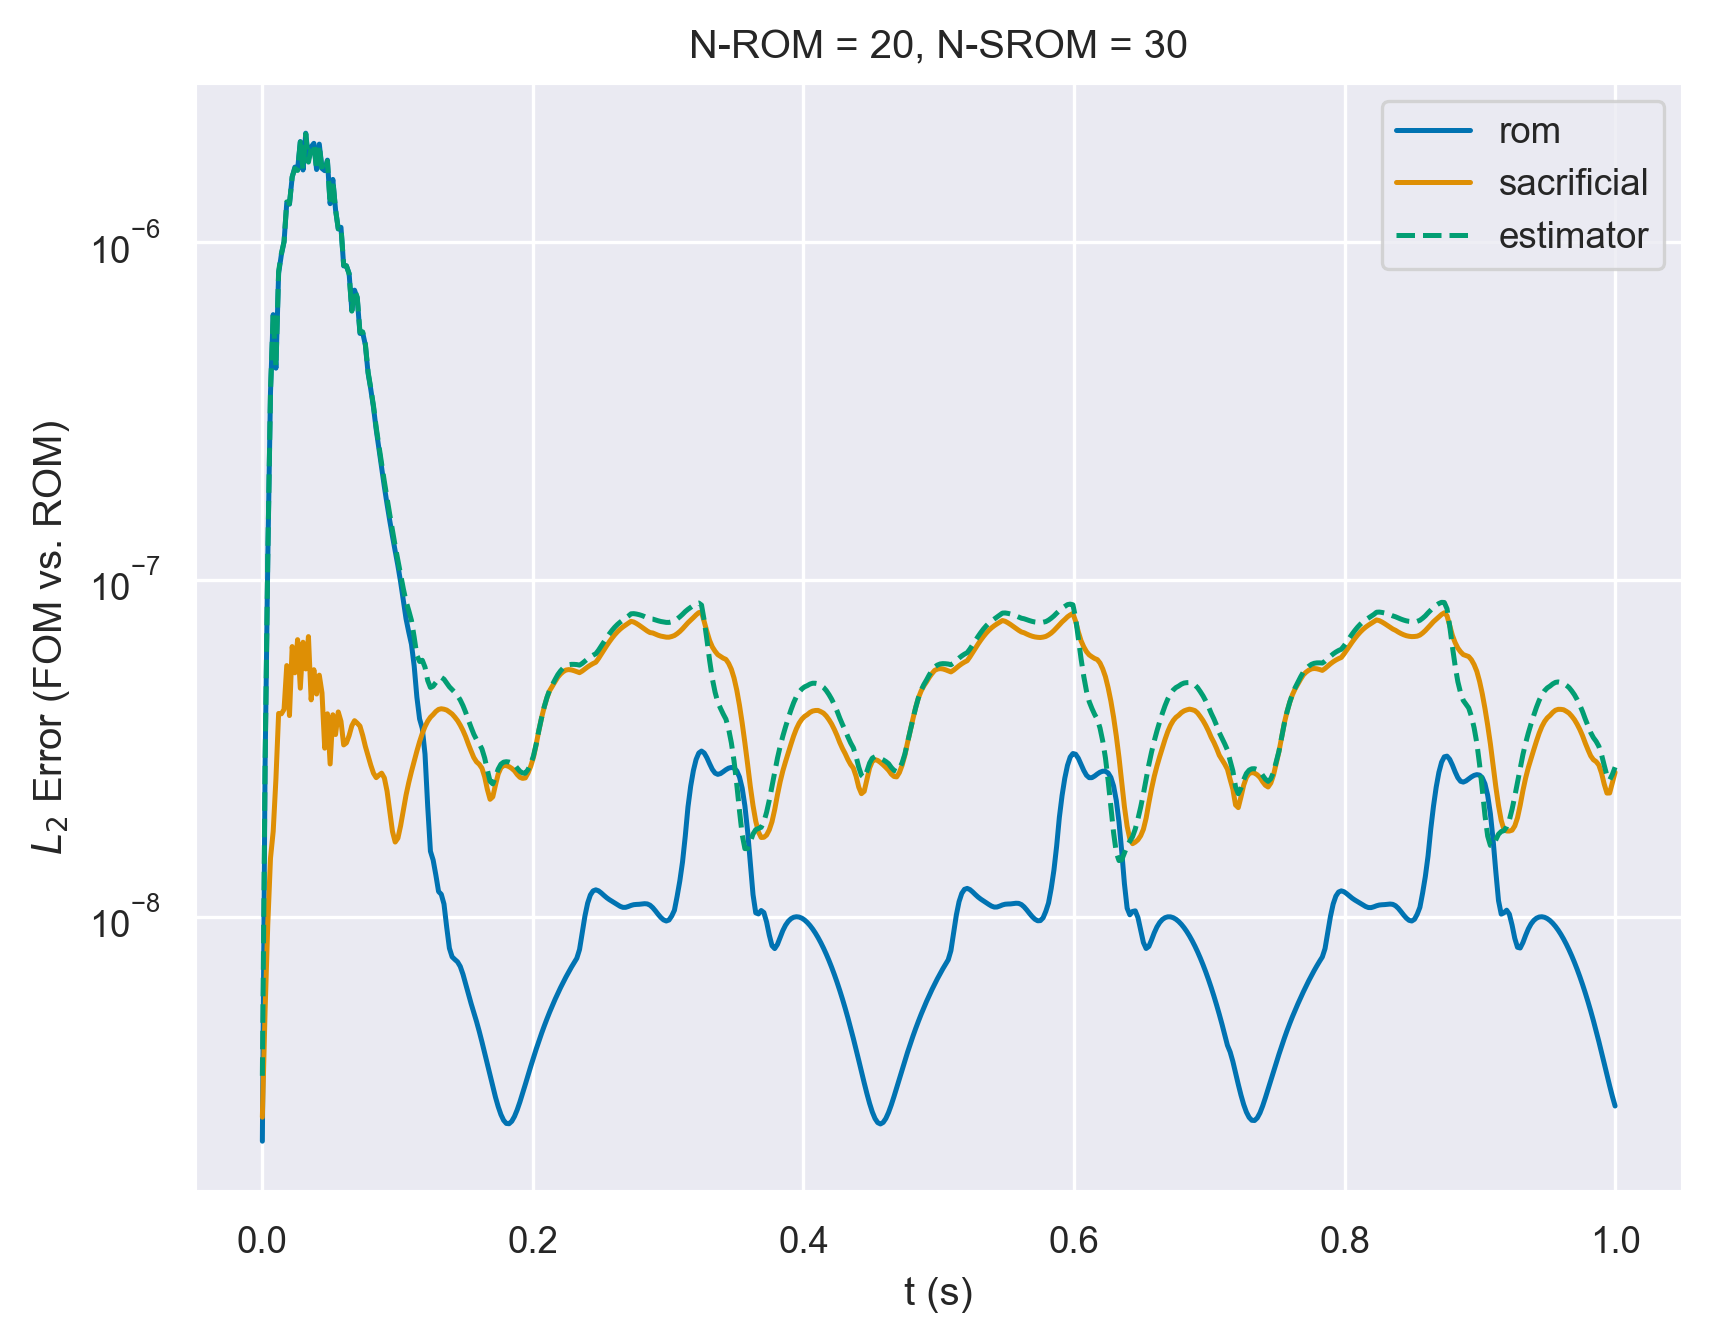 N-ROM = 20, N-SROM = 30
rom
sacrificial
estimator
L₂ Error (FOM vs. ROM)
10⁻⁶
10⁻⁷
10⁻⁸
0.0 0.2 0.4 0.6 0.8 1.0
t (s)